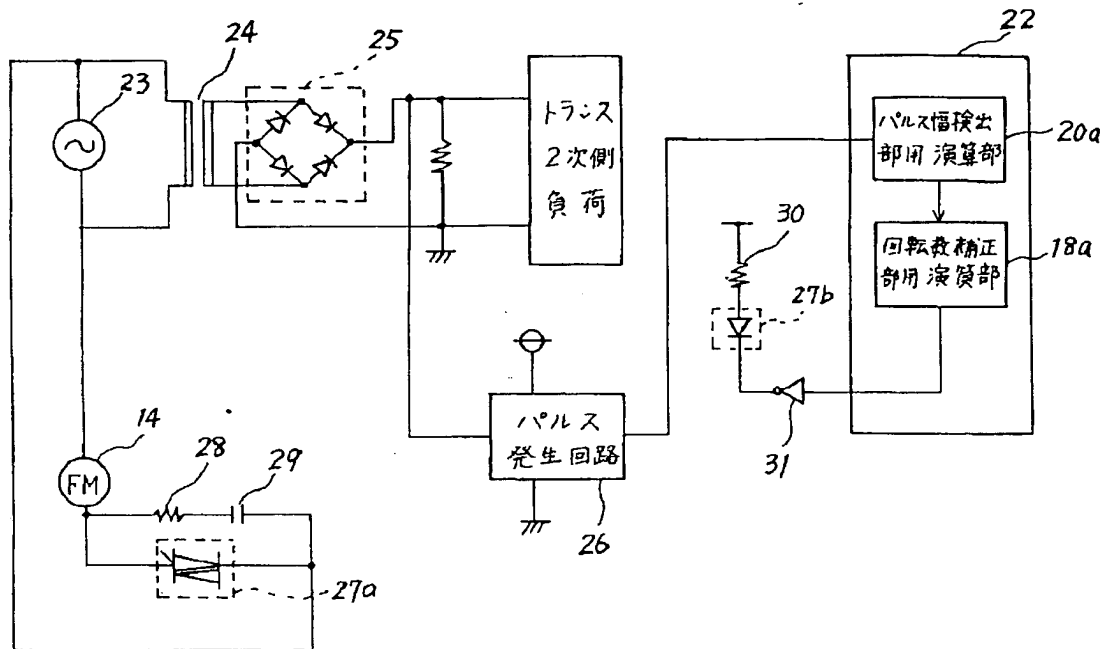 22
24
25
23
トランス
2次側
負荷
パルス幅検出
部用演算部
20a
30
回転数補正
部用演算部
18a
27b
14
FM
28
29
パルス
発生回路
31
26
27a